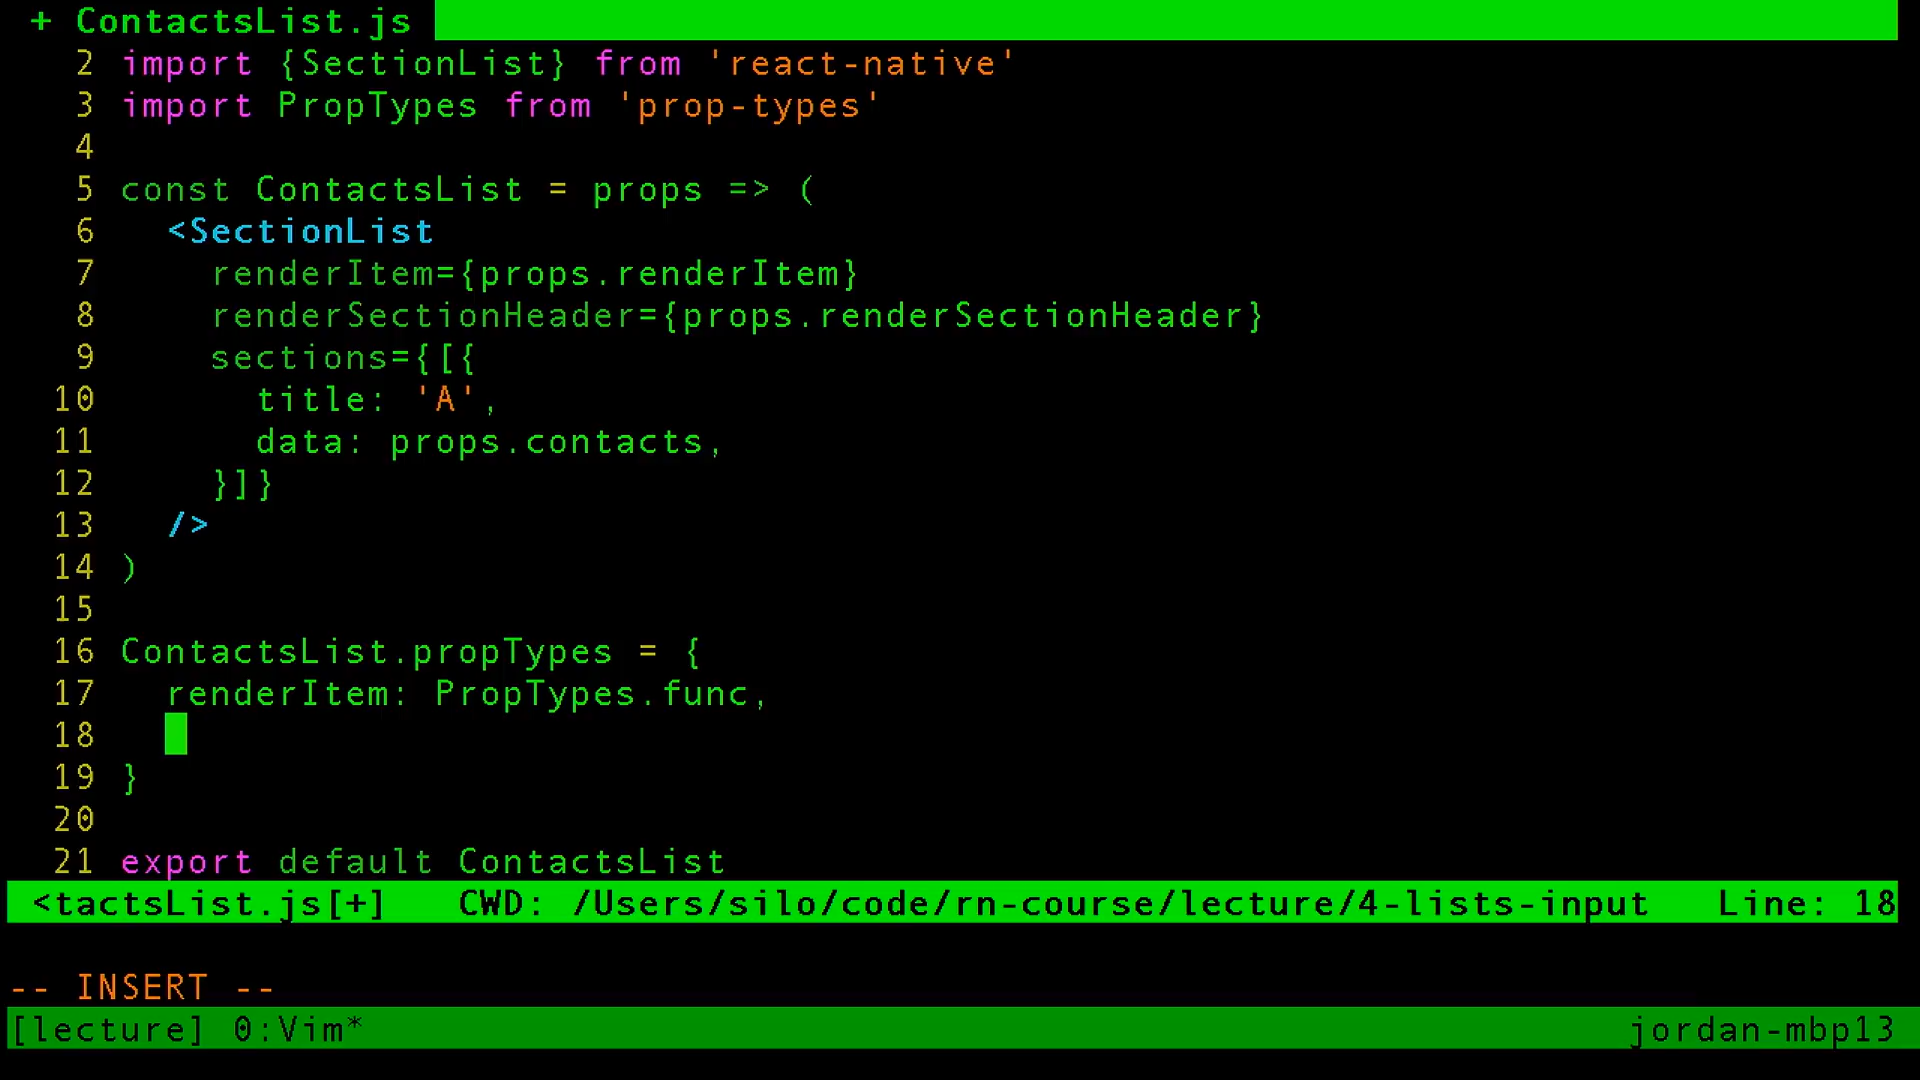 + ContactsList.js
2 import {SectionList} from 'react-native'
3 import PropTypes from 'prop-types'
4
5 const ContactsList = props => (
6   <SectionList
7     renderItem={props.renderItem}
8     renderSectionHeader={props.renderSectionHeader}
9     sections={[{
10       title: 'A',
11       data: props.contacts,
12     }]}
13   />
14 )
15
16 ContactsList.propTypes = {
17   renderItem: PropTypes.func,
18
19 }
20
21 export default ContactsList
<tactsList.js[+]   CWD: /Users/silo/code/rn-course/lecture/4-lists-input   Line: 18
-- INSERT --
[lecture] 0:Vim* jordan-mbp13